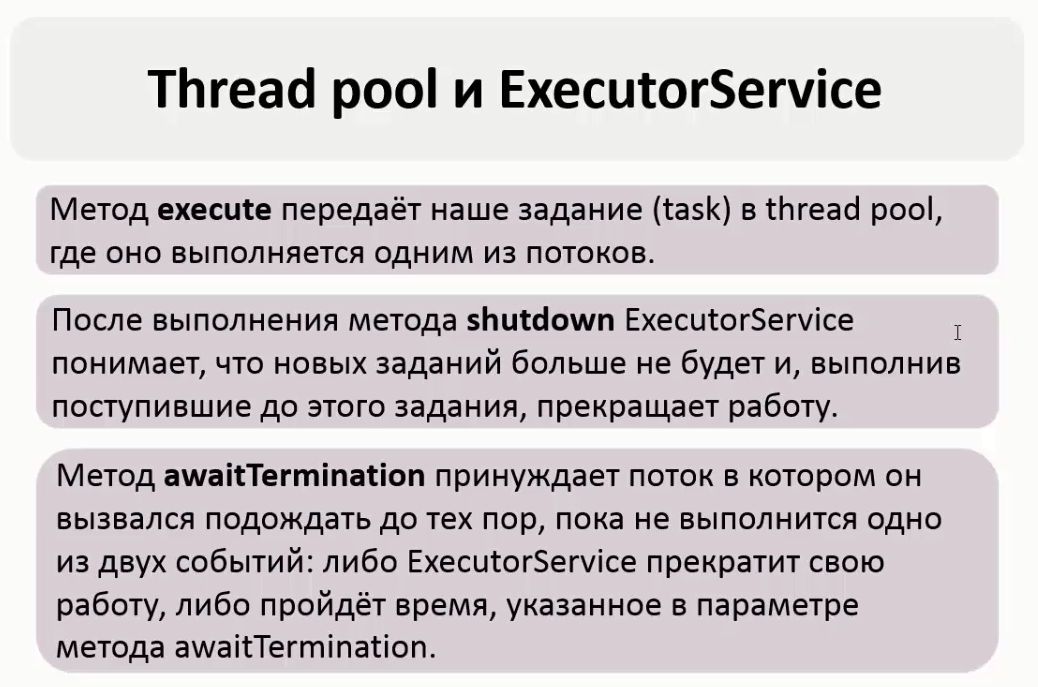 Thread pool и ExecutorService
Метод execute передаёт наше задание (task) в thread pool,
где оно выполняется одним из потоков.
После выполнения метода shutdown ExecutorService
понимает, что новых заданий больше не будет и, выполнив
поступившие до этого задания, прекращает работу.
Метод awaitTermination принуждает поток в котором он
вызвался подождать до тех пор, пока не выполнится одно
из двух событий: либо ExecutorService прекратит свою
работу, либо пройдёт время, указанное в параметре
метода awaitTermination.